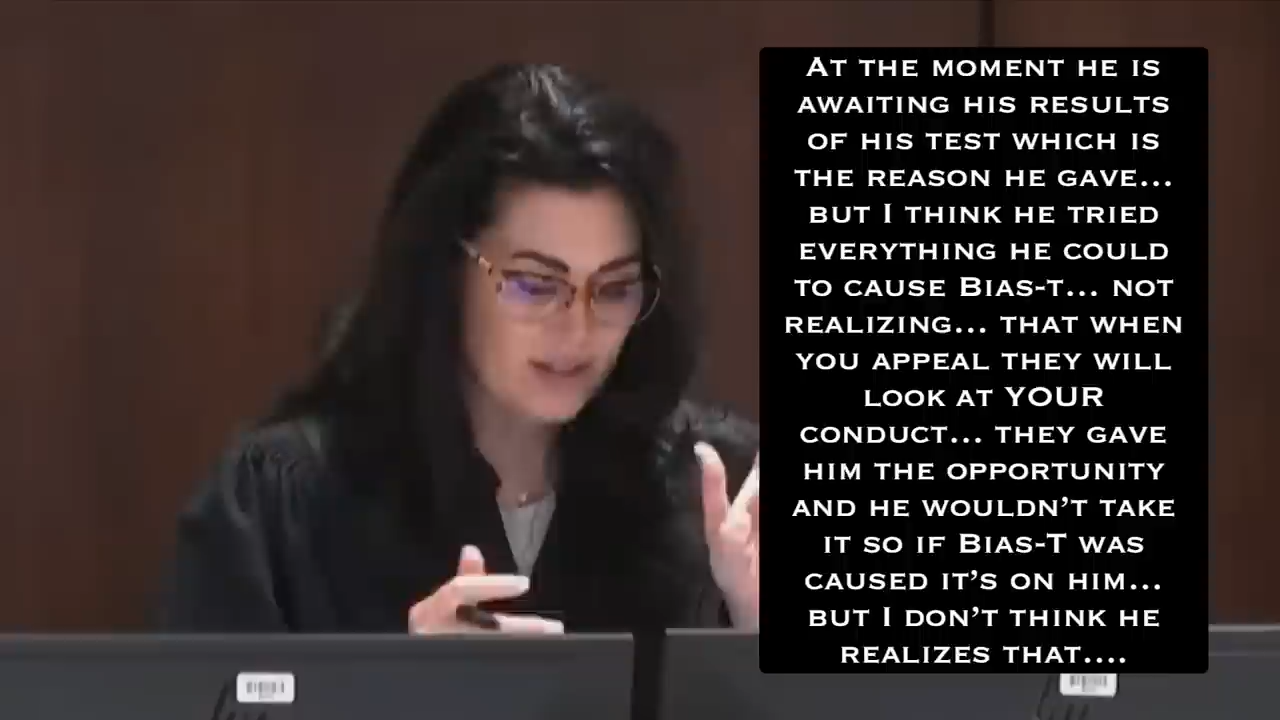 At the moment he is
awaiting his results
of his test which is
the reason he gave...
but I think he tried
everything he could
to cause Bias-t... not
realizing... that when
you appeal they will
look at YOUR
conduct... they gave
him the opportunity
and he wouldn't take
it so if Bias-T was
caused it's on him...
but I don't think he
realizes that....